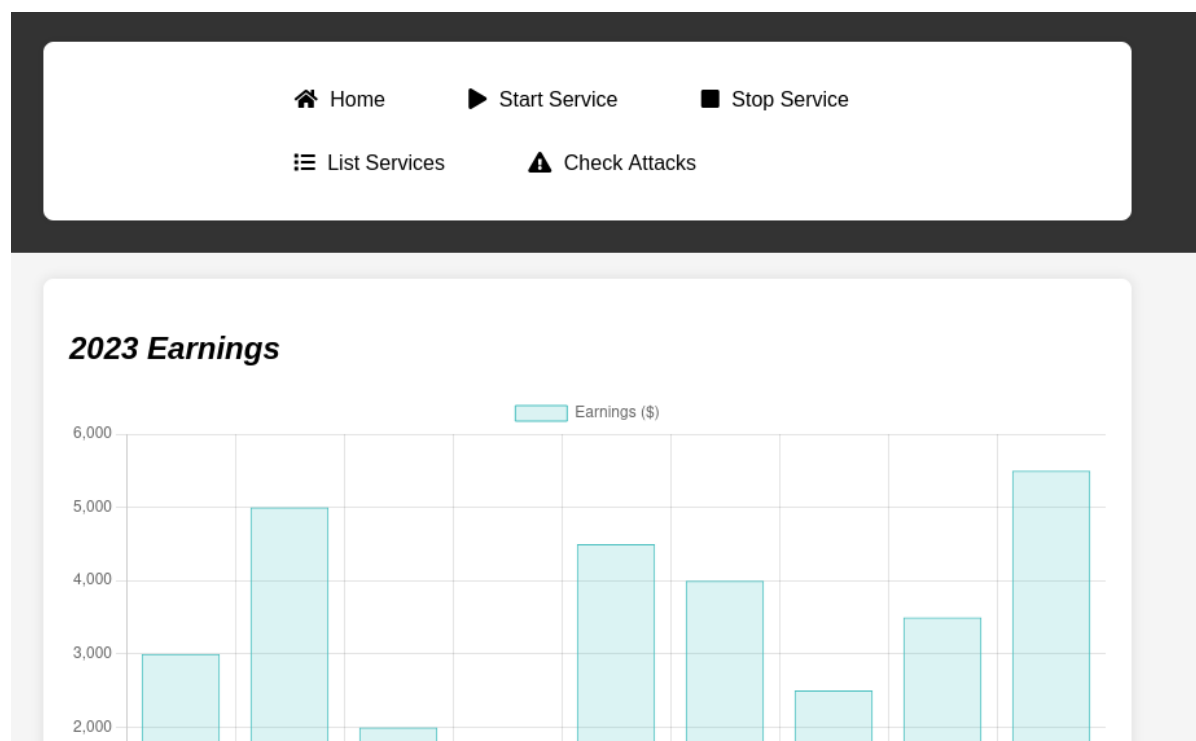 Home Start Service Stop Service
List Services Check Attacks
2023 Earnings
Earnings ($)
6,000
5,000
4,000
3,000
2,000